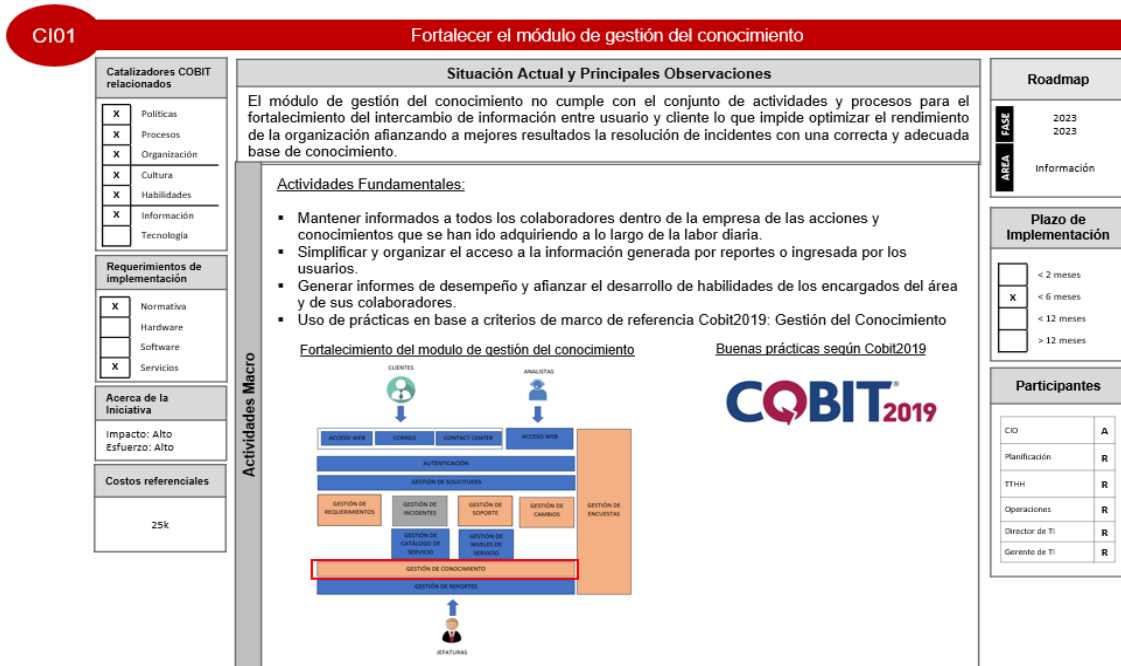 CI01
Fortalecer el módulo de gestión del conocimiento
Catalizadores COBIT
relacionados
X Políticas
X Procesos
X Organización
X Cultura
X Habilidades
X Información
Tecnología
Requerimientos de
implementación
X Normativa
Hardware
Software
X Servicios
Acerca de la
Iniciativa
Impacto: Alto
Esfuerzo: Alto
Costos referenciales
25k
Situación Actual y Principales Observaciones
El módulo de gestión del conocimiento no cumple con el conjunto de actividades y procesos para el
fortalecimiento del intercambio de información entre usuario y cliente lo que impide optimizar el rendimiento
de la organización afianzando a mejores resultados la resolución de incidentes con una correcta y adecuada
base de conocimiento.
Actividades Macro
Actividades Fundamentales:
▪ Mantener informados a todos los colaboradores dentro de la empresa de las acciones y
conocimientos que se han ido adquiriendo a lo largo de la labor diaria.
▪ Simplificar y organizar el acceso a la información generada por reportes o ingresada por los
usuarios.
▪ Generar informes de desempeño y afianzar el desarrollo de habilidades de los encargados del área
y de sus colaboradores.
▪ Uso de prácticas en base a criterios de marco de referencia Cobit2019: Gestión del Conocimiento
Fortalecimiento del modulo de gestión del conocimiento
CLIENTES
ANALISTAS
ACCESO WEB
CORREO
CONTACT CENTER
ACCESO WEB
AUTENTICACIÓN
GESTIÓN DE SOLICITUDES
GESTIÓN DE
REQUERIMIENTOS
GESTIÓN DE
INCIDENTES
GESTIÓN DE
SOPORTE
GESTIÓN DE
CAMBIOS
GESTIÓN DE
ENCUESTAS
GESTIÓN DE
CATÁLOGO DE
SERVICIO
GESTIÓN DE
NIVELES DE
SERVICIO
GESTIÓN DE CONOCIMIENTO
GESTIÓN DE REPORTES
JEFATURAS
Buenas prácticas según Cobit2019
COBIT 2019
Roadmap
FASE
2023
2023
AREA
Información
Plazo de
Implementación
< 2 meses
X < 6 meses
< 12 meses
> 12 meses
Participantes
CIO A
Planificación R
TTHH R
Operaciones R
Director de TI R
Gerente de TI R